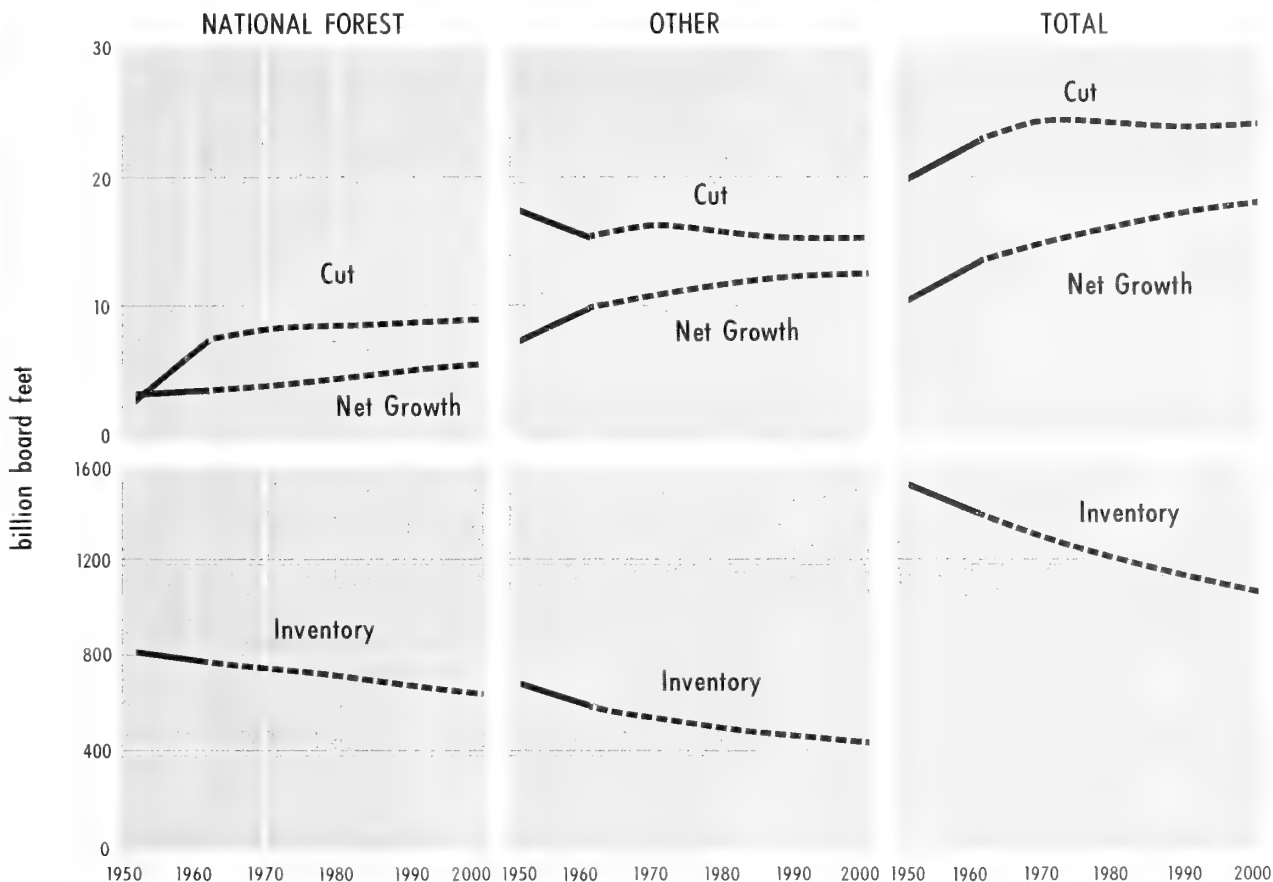 NATIONAL FOREST
OTHER
TOTAL
billion board feet
30
20
10
0
Cut
Net Growth
Cut
Net Growth
Cut
Net Growth
1600
1200
800
400
0
Inventory
Inventory
Inventory
1950 1960 1970 1980 1990 2000
1950 1960 1970 1980 1990 2000
1950 1960 1970 1980 1990 2000